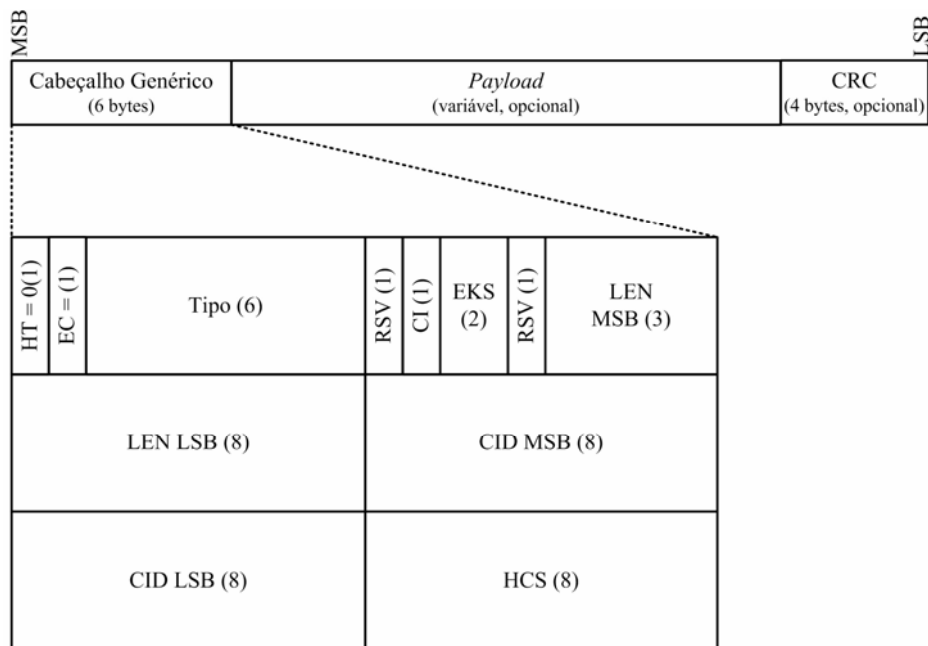 MSB
LSB
Cabeçalho Genérico
(6 bytes)
Payload
(variável, opcional)
CRC
(4 bytes, opcional)
HT = 0(1)
EC = (1)
Tipo (6)
RSV (1)
CI (1)
EKS
(2)
RSV (1)
LEN
MSB (3)
LEN LSB (8)
CID MSB (8)
CID LSB (8)
HCS (8)